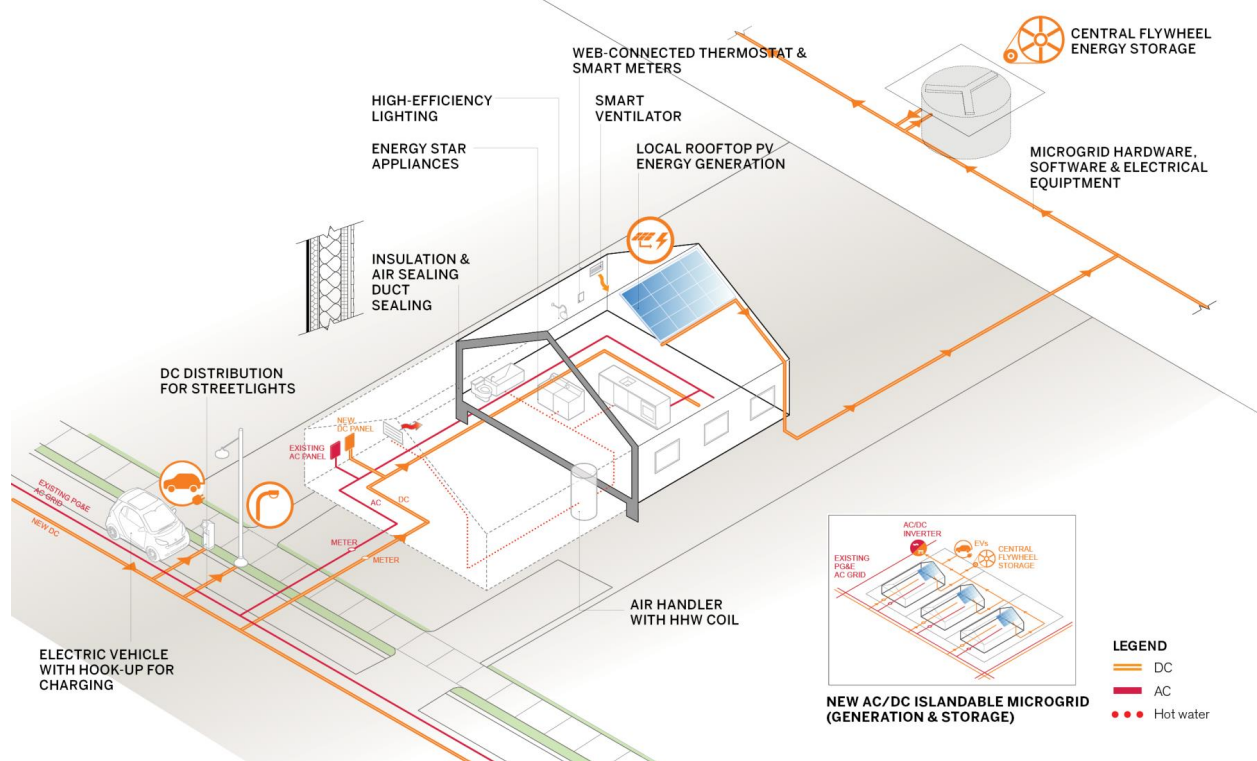 CENTRAL FLYWHEEL
ENERGY STORAGE
WEB-CONNECTED THERMOSTAT &
SMART METERS
HIGH-EFFICIENCY
LIGHTING
SMART
VENTILATOR
ENERGY STAR
APPLIANCES
LOCAL ROOFTOP PV
ENERGY GENERATION
MICROGRID HARDWARE,
SOFTWARE & ELECTRICAL
EQUIPTMENT
INSULATION &
AIR SEALING
DUCT
SEALING
DC DISTRIBUTION
FOR STREETLIGHTS
NEW
DC PANEL
EXISTING
AC PANEL
AC
DC
EXISTING PG&E
AC GRID
NEW DC
METER
METER
AIR HANDLER
WITH HHW COIL
ELECTRIC VEHICLE
WITH HOOK-UP FOR
CHARGING
AC/DC
INVERTER
EVs
CENTRAL
FLYWHEEL
STORAGE
EXISTING
PG&E
AC GRID
NEW AC/DC ISLANDABLE MICROGRID
(GENERATION & STORAGE)
LEGEND
DC
AC
Hot water